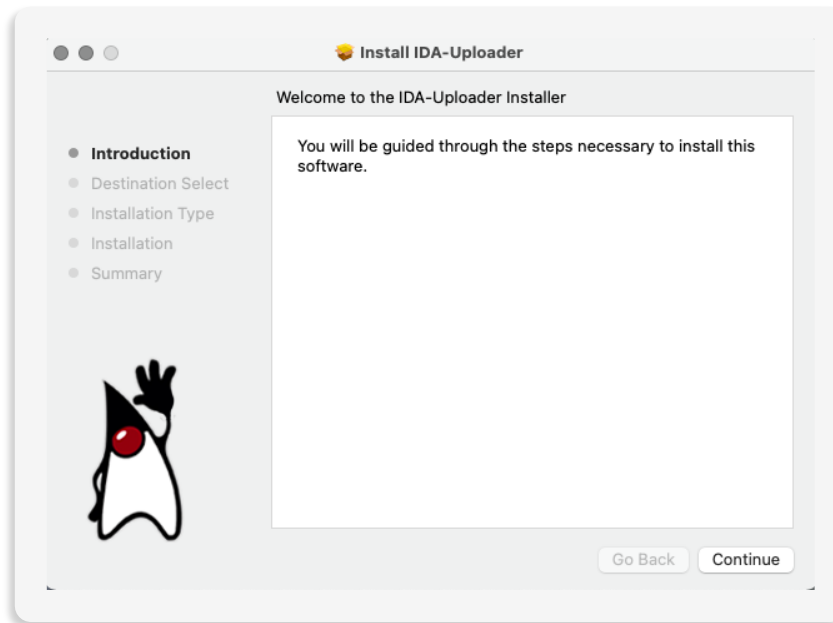 Install IDA-Uploader
Welcome to the IDA-Uploader Installer
Introduction
Destination Select
Installation Type
Installation
Summary
You will be guided through the steps necessary to install this
software.
Go Back
Continue